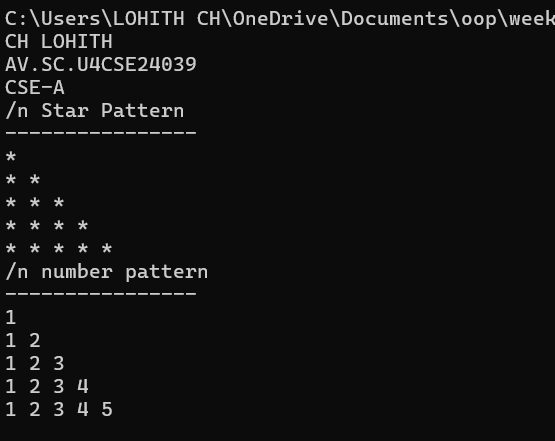 C:\Users\LOHITH CH\OneDrive\Documents\oop\week
CH LOHITH
AV.SC.U4CSE24039
CSE-A
/n Star Pattern
----------------
*
* *
* * *
* * * *
* * * * *
/n number pattern
----------------
1
1 2
1 2 3
1 2 3 4
1 2 3 4 5